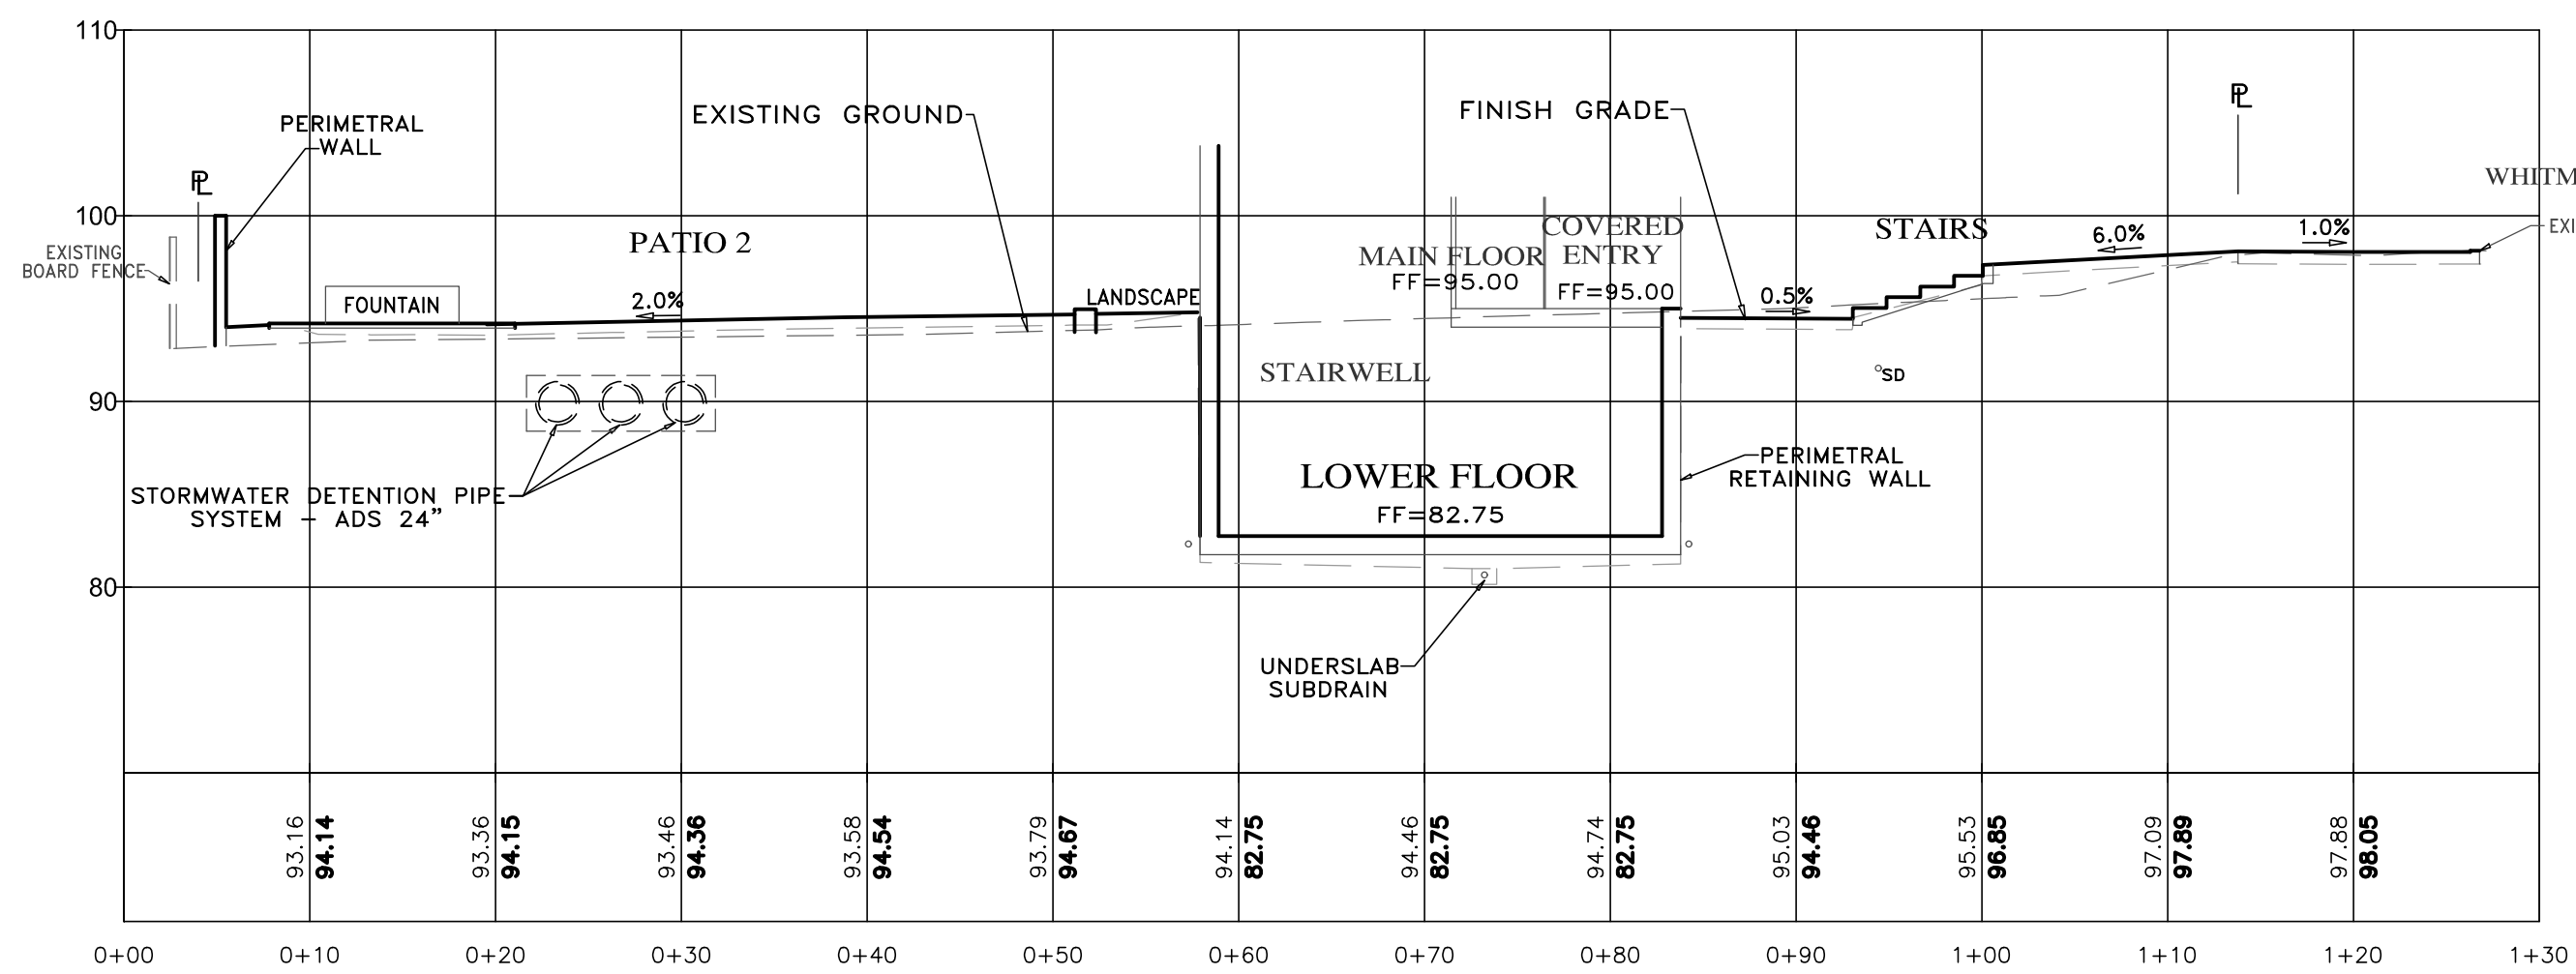 110
100
90
80
EXISTING
BOARD FENCE
PL
PERIMETRAL
WALL
FOUNTAIN
PATIO 2
2.0%
EXISTING GROUND
LANDSCAPE
STORMWATER DETENTION PIPE
SYSTEM - ADS 24”
STAIRWELL
LOWER FLOOR
FF=82.75
UNDERSLAB
SUBDRAIN
MAIN FLOOR
FF=95.00
COVERED
ENTRY
FF=95.00
FINISH GRADE
0.5%
PERIMETRAL
RETAINING WALL
SD
STAIRS
6.0%
PL
1.0%
WHITM
EXI
93.16
94.14
93.36
94.15
93.46
94.36
93.58
94.54
93.79
94.67
94.14
82.75
94.46
82.75
94.74
82.75
95.03
94.46
95.53
96.85
97.09
97.89
97.88
98.05
0+00
0+10
0+20
0+30
0+40
0+50
0+60
0+70
0+80
0+90
1+00
1+10
1+20
1+30